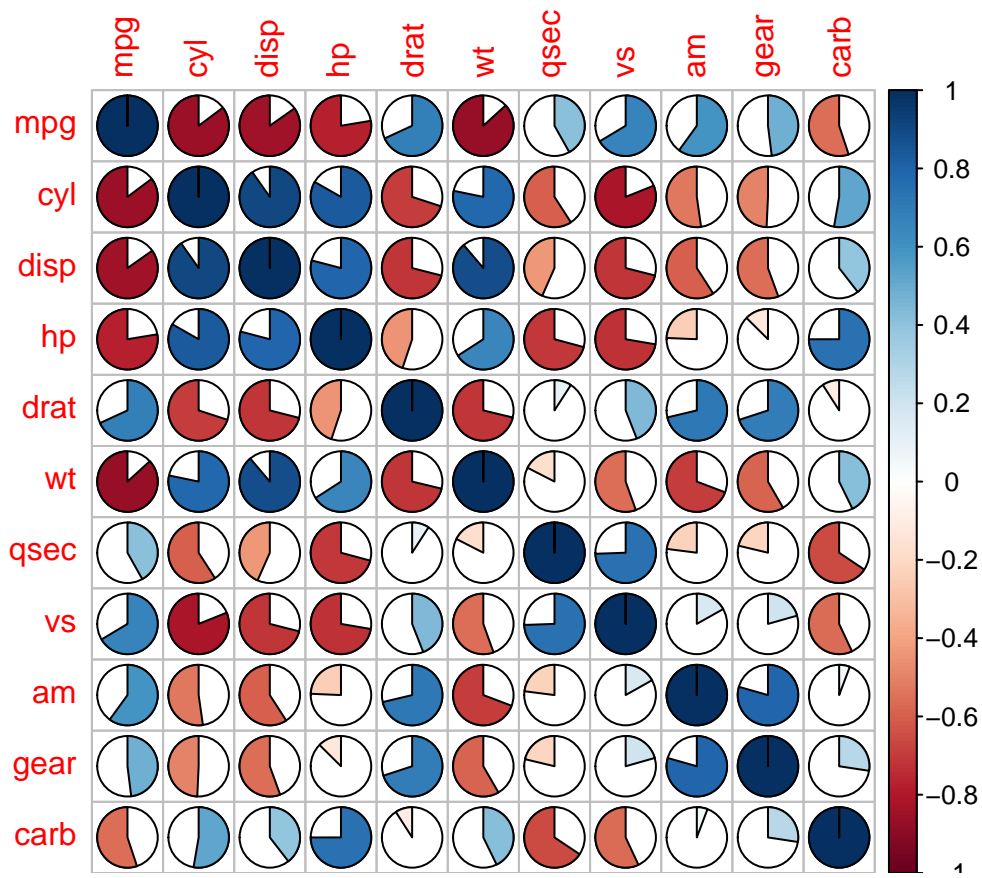 mpg cyl disp hp drat wt qsec vs am gear carb
mpg
cyl
disp
hp
drat
wt
qsec
vs
am
gear
carb
1
0.8
0.6
0.4
0.2
0
−0.2
−0.4
−0.6
−0.8
−1